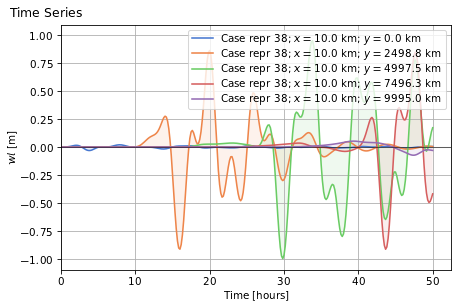 Time Series
1.00
0.75
0.50
0.25
0.00
−0.25
−0.50
−0.75
−1.00
wl [m]
Case repr 38; x = 10.0 km; y = 0.0 km
Case repr 38; x = 10.0 km; y = 2498.8 km
Case repr 38; x = 10.0 km; y = 4997.5 km
Case repr 38; x = 10.0 km; y = 7496.3 km
Case repr 38; x = 10.0 km; y = 9995.0 km
0 10 20 30 40 50
Time [hours]